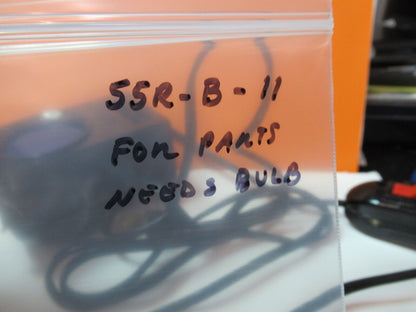 55R-B-11
FOR PARTS
NEEDS BULB